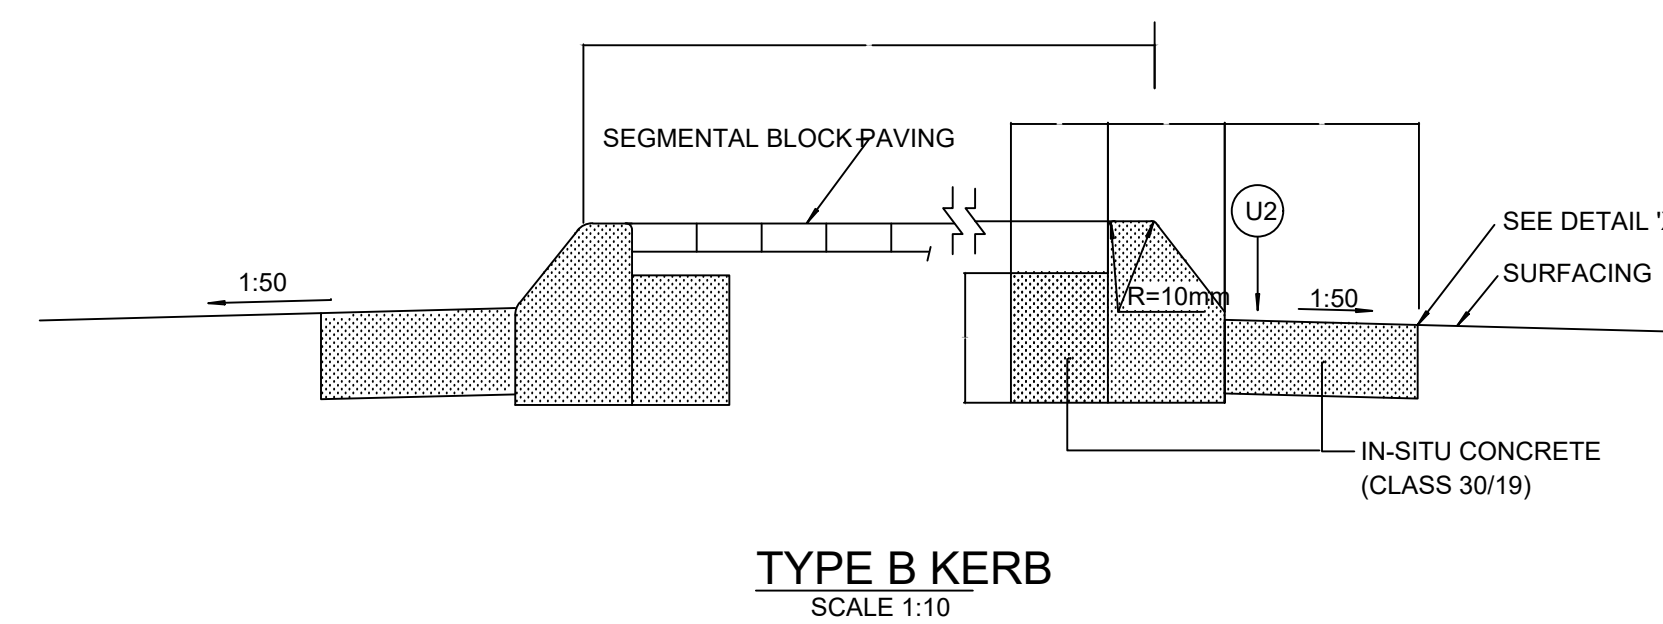 SEGMENTAL BLOCK PAVING
U2
SEE DETAIL
1:50
R=10mm
1:50
SURFACING
IN-SITU CONCRETE
(CLASS 30/19)
TYPE B KERB
SCALE 1:10